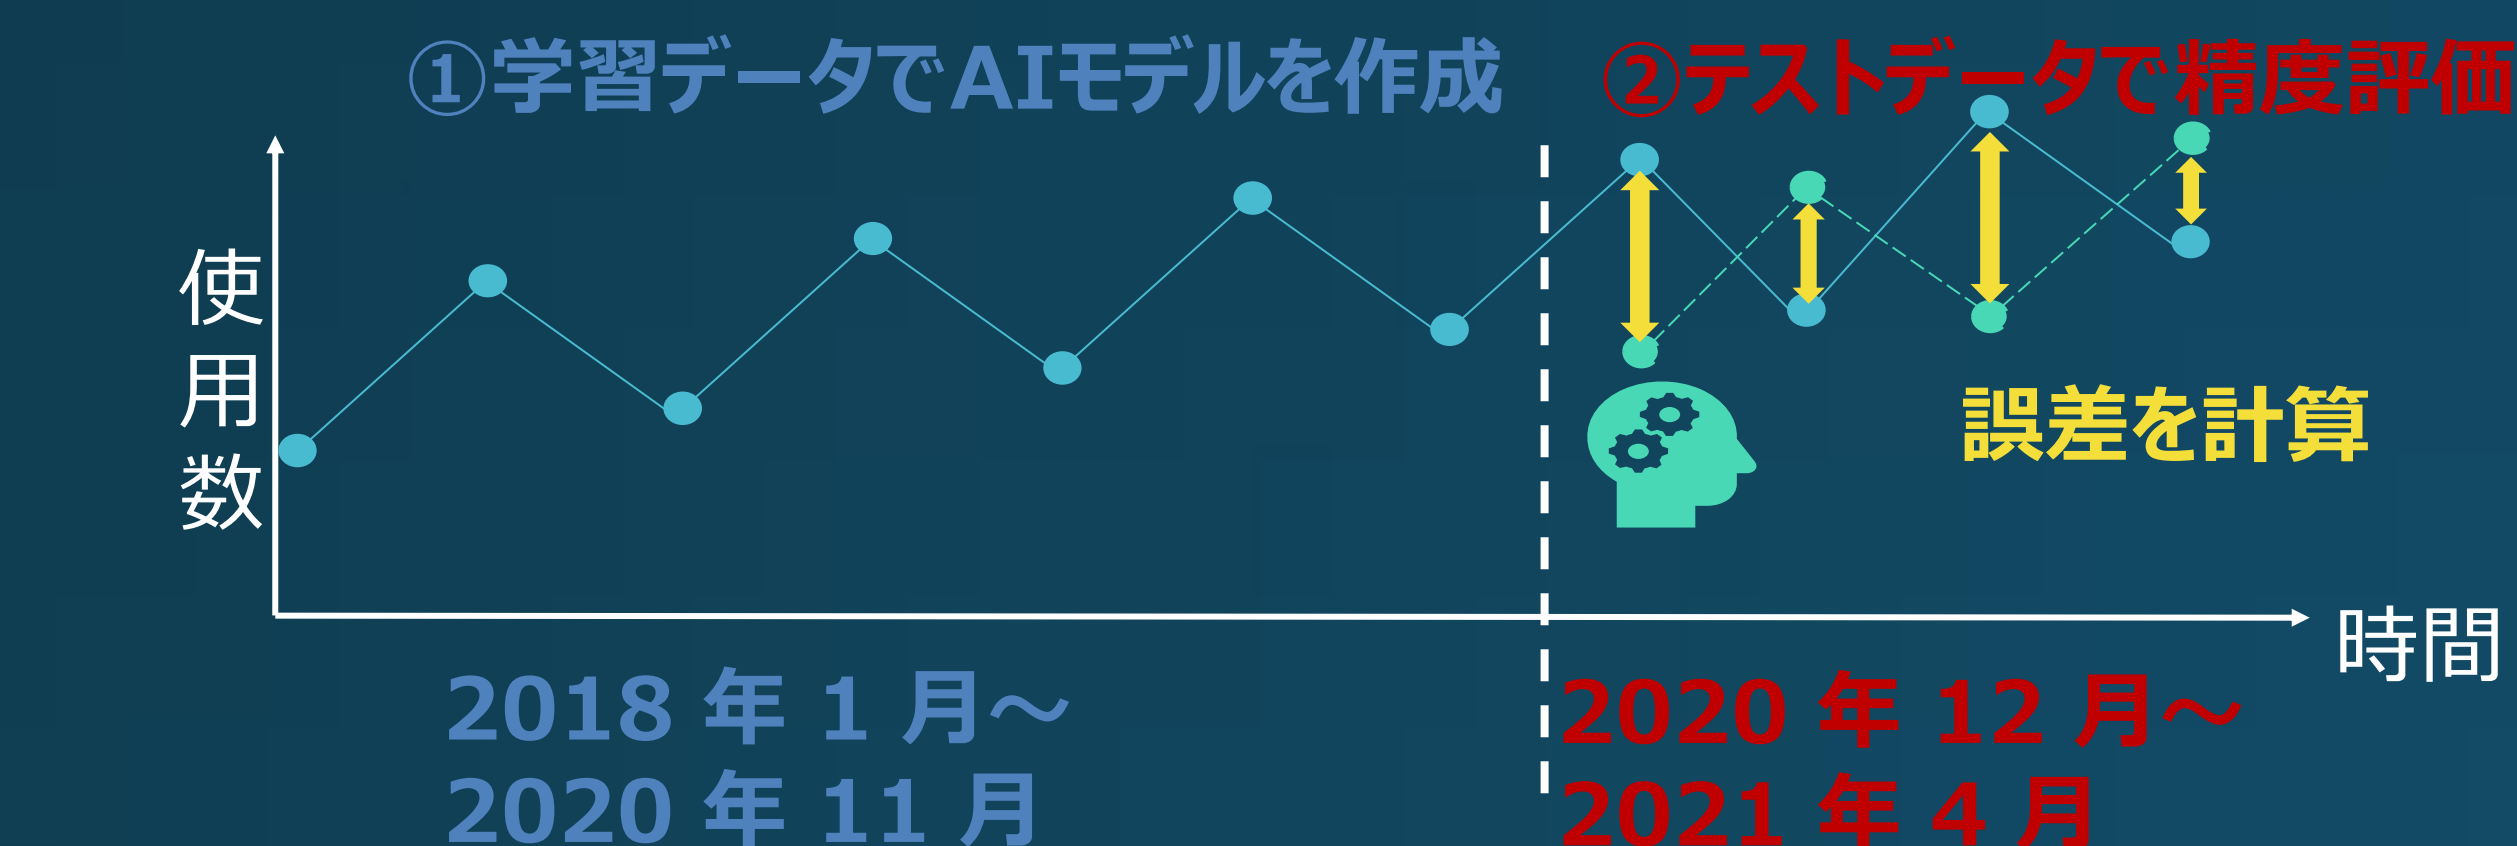 ①学習データでAIモデルを作成
②テストデータで精度評価
使用数
誤差を計算
時間
2018 年 1 月～
2020 年 11 月
2020 年 12 月～
2021 年 4 月